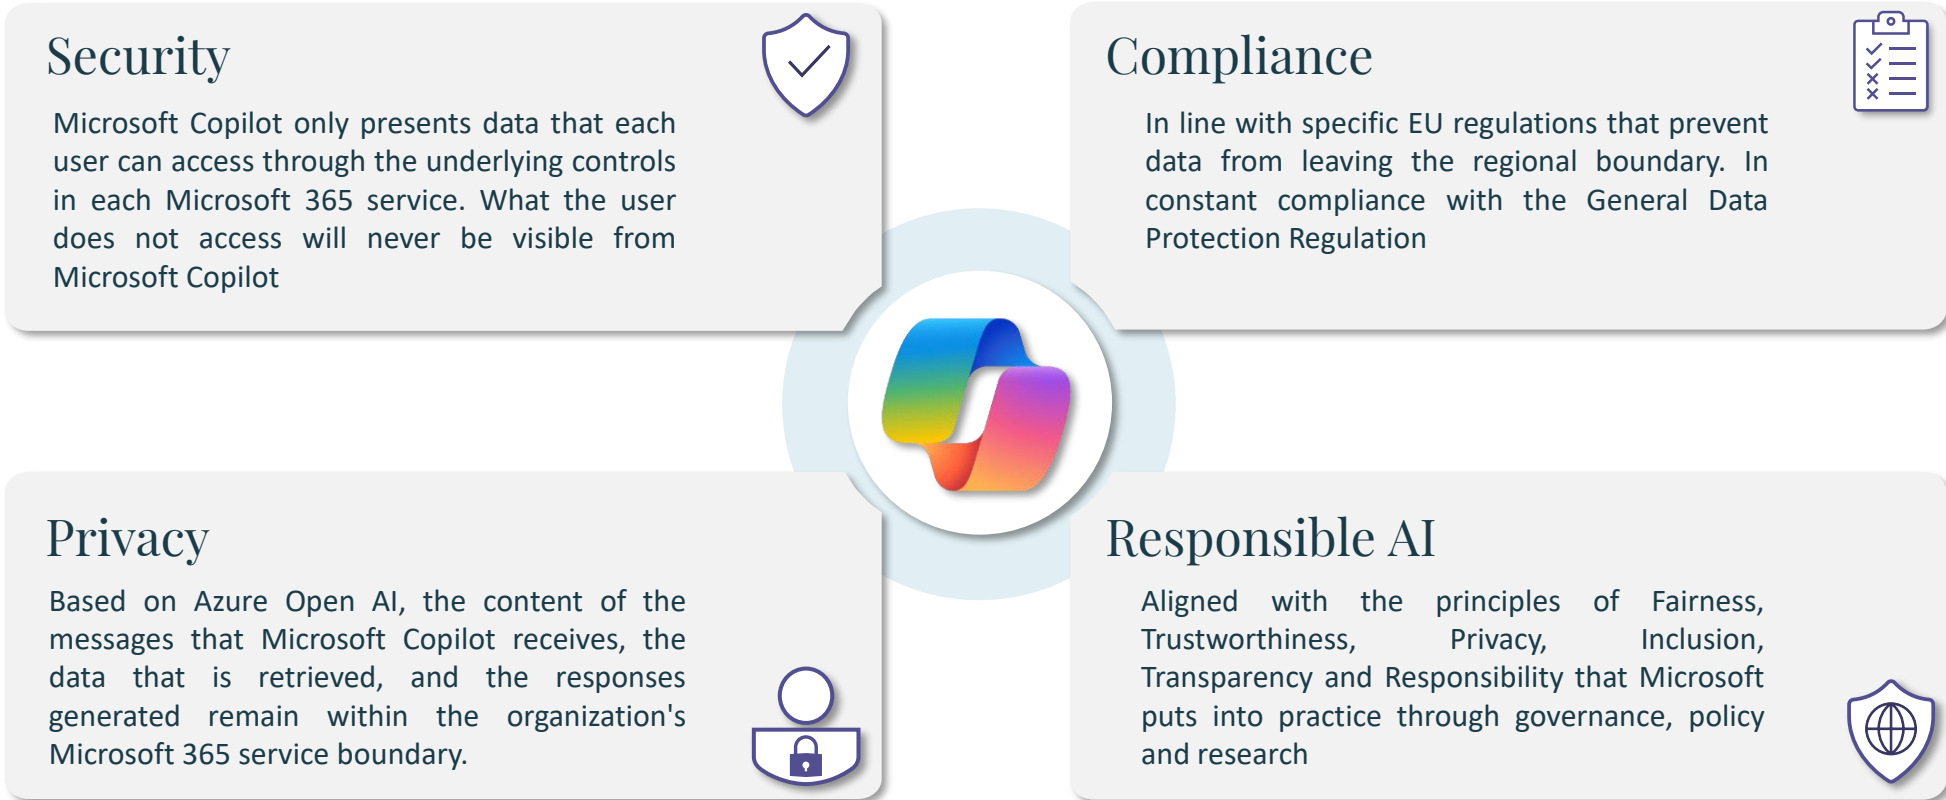 Security
Microsoft Copilot only presents data that each
user can access through the underlying controls
in each Microsoft 365 service. What the user
does not access will never be visible from
Microsoft Copilot
Compliance
In line with specific EU regulations that prevent
data from leaving the regional boundary. In
constant compliance with the General Data
Protection Regulation
Privacy
Based on Azure Open AI, the content of the
messages that Microsoft Copilot receives, the
data that is retrieved, and the responses
generated remain within the organization's
Microsoft 365 service boundary.
Responsible AI
Aligned with the principles of Fairness,
Trustworthiness, Privacy, Inclusion,
Transparency and Responsibility that Microsoft
puts into practice through governance, policy
and research